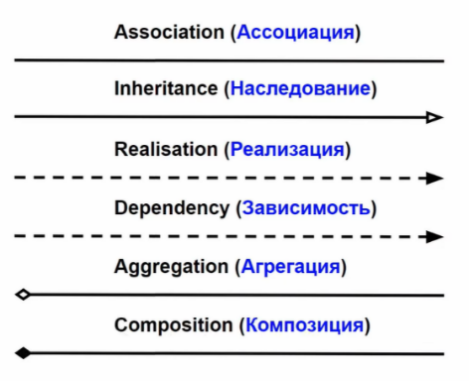 Association (Ассоциация)
Inheritance (Наследование)
Realisation (Реализация)
Dependency (Зависимость)
Aggregation (Агрегация)
Composition (Композиция)